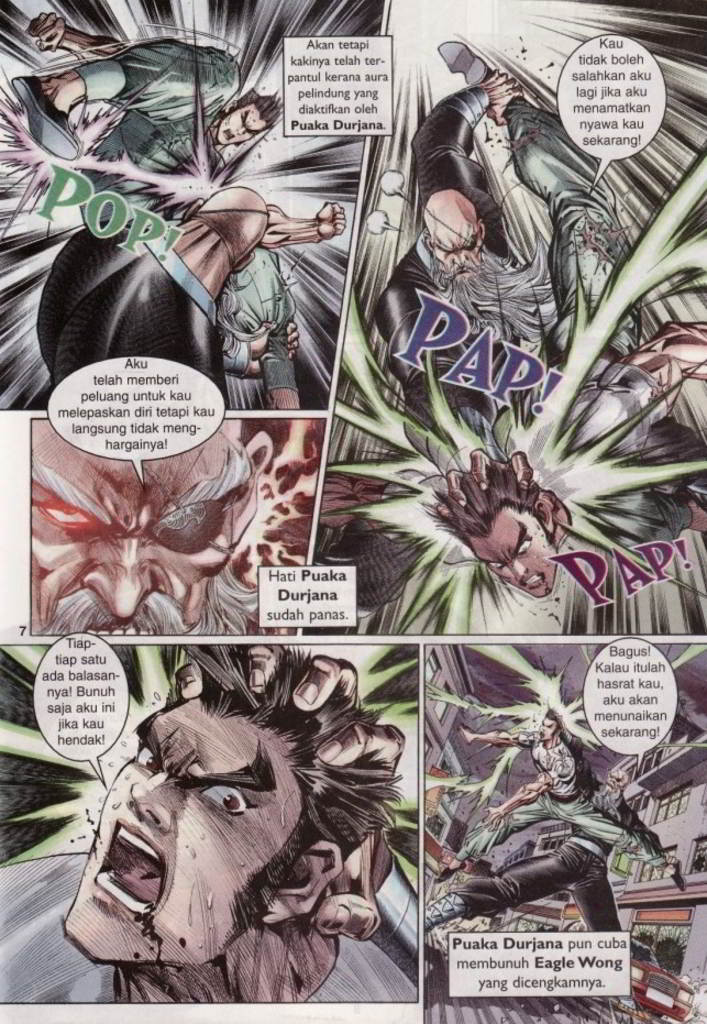 Akan tetapi
kakinya telah ter-
pantul kerana aura
pelindung yang
diaktifkan oleh
Puaka Durjana.
POP!
Kau
tidak boleh
salahkan aku
lagi jika aku
menamatkan
nyawa kau
sekarang!
PAP!
PAP!
Aku
telah memberi
peluang untuk kau
melepaskan diri tetapi kau
langsung tidak meng-
hargainya!
Hati Puaka
Durjana
sudah panas.
7
Tiap-
tiap satu
ada balasan-
nya! Bunuh
saja aku ini
jika kau
hendak!
Bagus!
Kalau itulah
hasrat kau,
aku akan
menunaikan
sekarang!
Puaka Durjana pun cuba
membunuh Eagle Wong
yang dicengkamnya.